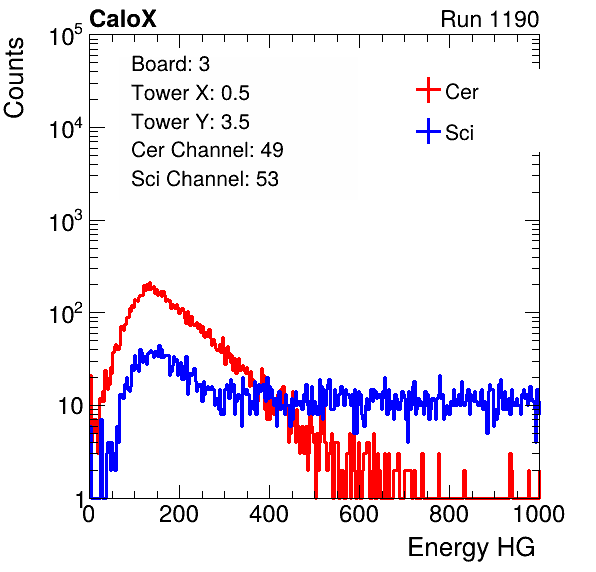 CaloX Run 1190
Counts
Board: 3
Tower X: 0.5
Tower Y: 3.5
Cer Channel: 49
Sci Channel: 53
Cer
Sci
10^5
10^4
10^3
10^2
10
1
0 200 400 600 800 1000
Energy HG